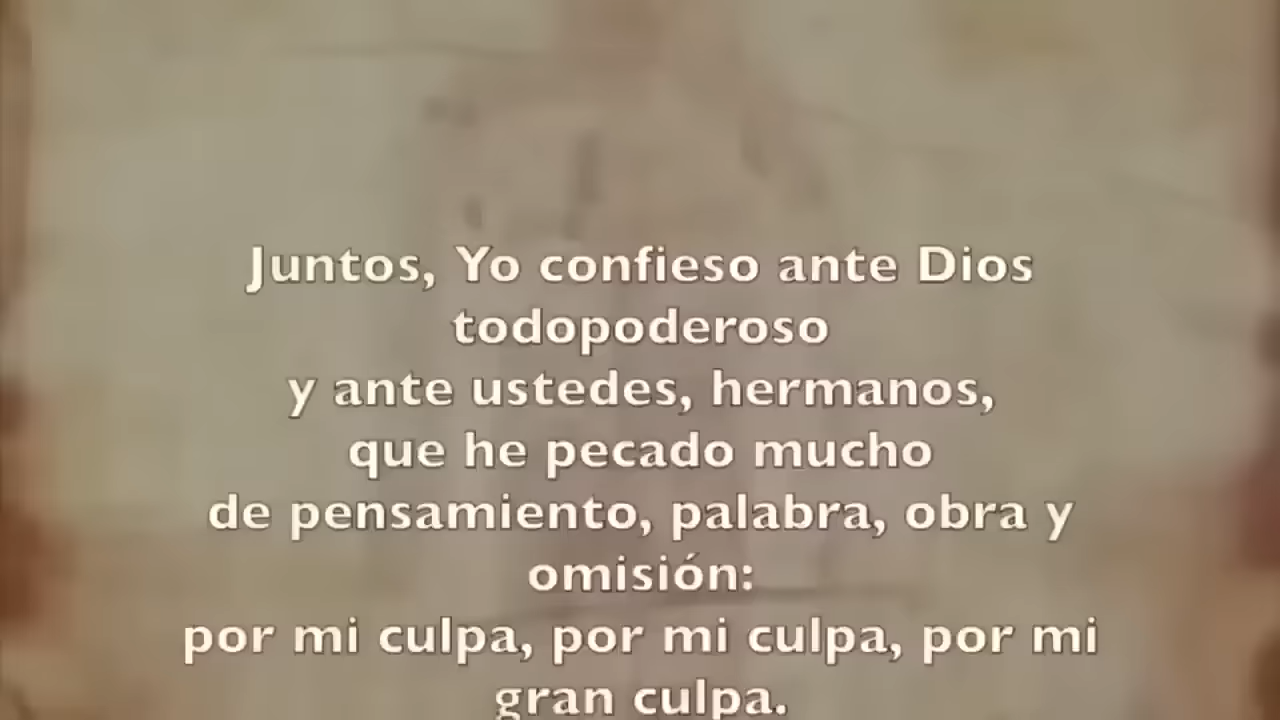 Juntos, Yo confieso ante Dios
todopoderoso
y ante ustedes, hermanos,
que he pecado mucho
de pensamiento, palabra, obra y
omisión:
por mi culpa, por mi culpa, por mi
gran culpa.